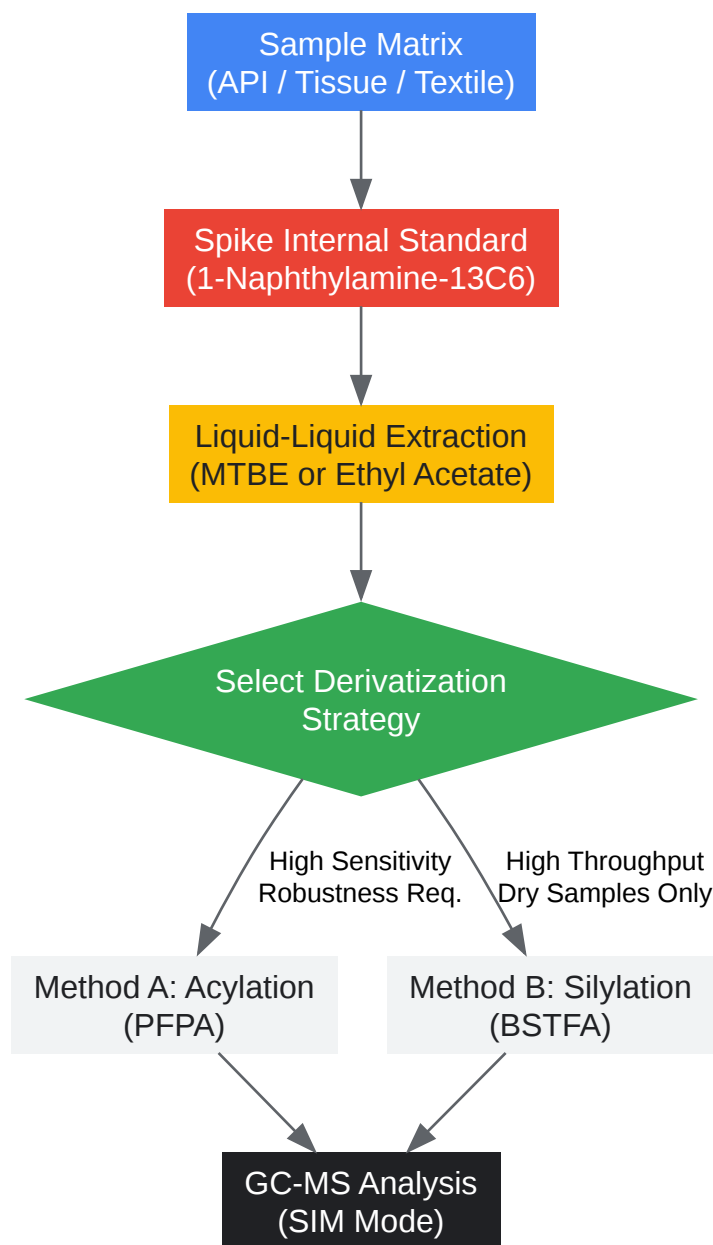 Sample Matrix
(API / Tissue / Textile)
Spike Internal Standard
(1-Naphthylamine-13C6)
Liquid-Liquid Extraction
(MTBE or Ethyl Acetate)
Select Derivatization
Strategy
High Sensitivity
Robustness Req.
High Throughput
Dry Samples Only
Method A: Acylation
(PFPA)
Method B: Silylation
(BSTFA)
GC-MS Analysis
(SIM Mode)